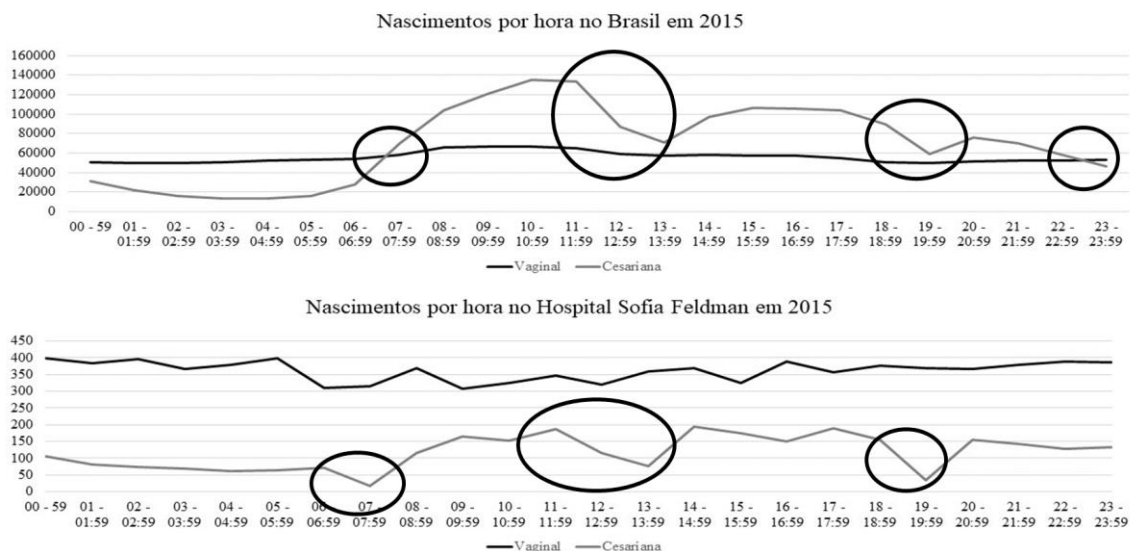 Nascimentos por hora no Brasil em 2015
160000
140000
120000
100000
80000
60000
40000
20000
0
00 - 59 01 - 02 - 03 - 04 - 05 - 06 - 07 - 08 - 09 - 10 - 11 - 12 - 13 - 14 - 15 - 16 - 17 - 18 - 19 - 20 - 21 - 22 - 23 -
01:59 02:59 03:59 04:59 05:59 06:59 07:59 08:59 09:59 10:59 11:59 12:59 13:59 14:59 15:59 16:59 17:59 18:59 19:59 20:59 21:59 22:59 23:59
Vaginal Cesariana
Nascimentos por hora no Hospital Sofia Feldman em 2015
450
400
350
300
250
200
150
100
50
0
00 - 59 01 - 02 - 03 - 04 - 05 - 06 - 07 - 08 - 09 - 10 - 11 - 12 - 13 - 14 - 15 - 16 - 17 - 18 - 19 - 20 - 21 - 22 - 23 -
01:59 02:59 03:59 04:59 05:59 06:59 07:59 08:59 09:59 10:59 11:59 12:59 13:59 14:59 15:59 16:59 17:59 18:59 19:59 20:59 21:59 22:59 23:59
Vaginal Cesariana